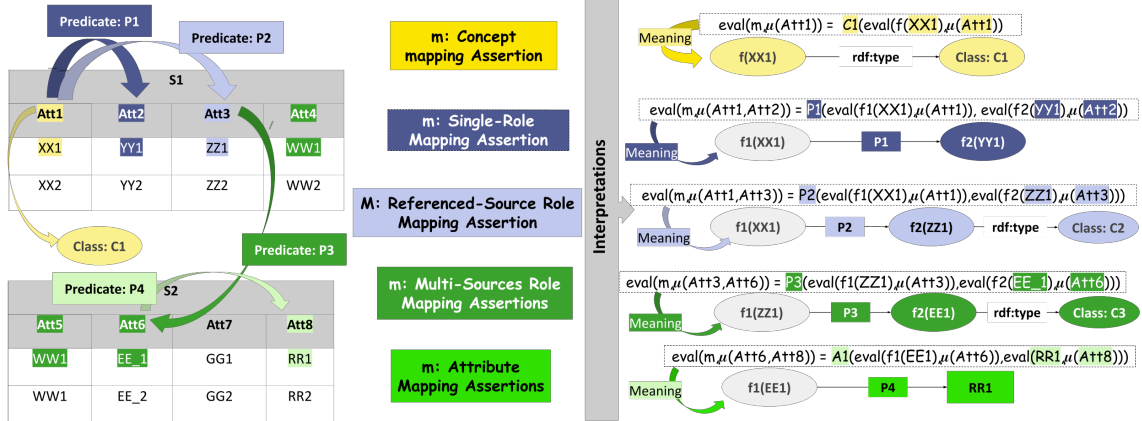 Predicate: P1
Predicate: P2
S1
Att1 Att2 Att3 Att4
XX1 YY1 ZZ1 WW1
XX2 YY2 ZZ2 WW2
Class: C1
Predicate: P3
Predicate: P4
S2
Att5 Att6 Att7 Att8
WW1 EE_1 GG1 RR1
WW1 EE_2 GG2 RR2
m: Concept
mapping Assertion
m: Single-Role
Mapping Assertion
M: Referenced-Source Role
Mapping Assertion
m: Multi-Sources Role
Mapping Assertions
m: Attribute
Mapping Assertions
Interpretations
eval(m,μ(Att1)) = C1(eval(f(XX1),μ(Att1))
Meaning
f(XX1) rdf:type Class: C1
eval(m,μ(Att1,Att2)) = P1(eval(f1(XX1),μ(Att1)), eval(f2(YY1),μ(Att2)))
Meaning
f1(XX1) P1 f2(YY1)
eval(m,μ(Att1,Att3)) = P2(eval(f1(XX1),μ(Att1)),eval(f2(ZZ1),μ(Att3)))
Meaning
f1(XX1) P2 f2(ZZ1) rdf:type Class: C2
eval(m,μ(Att3,Att6)) = P3(eval(f1(ZZ1),μ(Att3)),eval(f2(EE_1),μ(Att6)))
Meaning
f1(ZZ1) P3 f2(EE1) rdf:type Class: C3
eval(m,μ(Att6,Att8)) = A1(eval(f1(EE1),μ(Att6)),eval(RR1,μ(Att8)))
Meaning
f1(EE1) P4 RR1